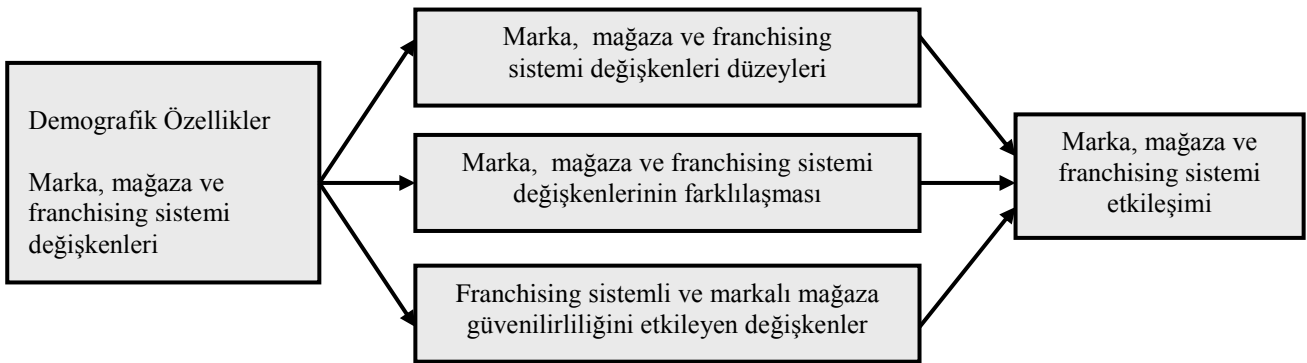 Demografik Özellikler
Marka, mağaza ve
franchising sistemi
değişkenleri
Marka, mağaza ve franchising
sistemi değişkenleri düzeyleri
Marka, mağaza ve franchising sistemi
değişkenlerinin farklılaşması
Franchising sistemli ve markalı mağaza
güvenilirliliğini etkileyen değişkenler
Marka, mağaza ve
franchising sistemi
etkileşimi